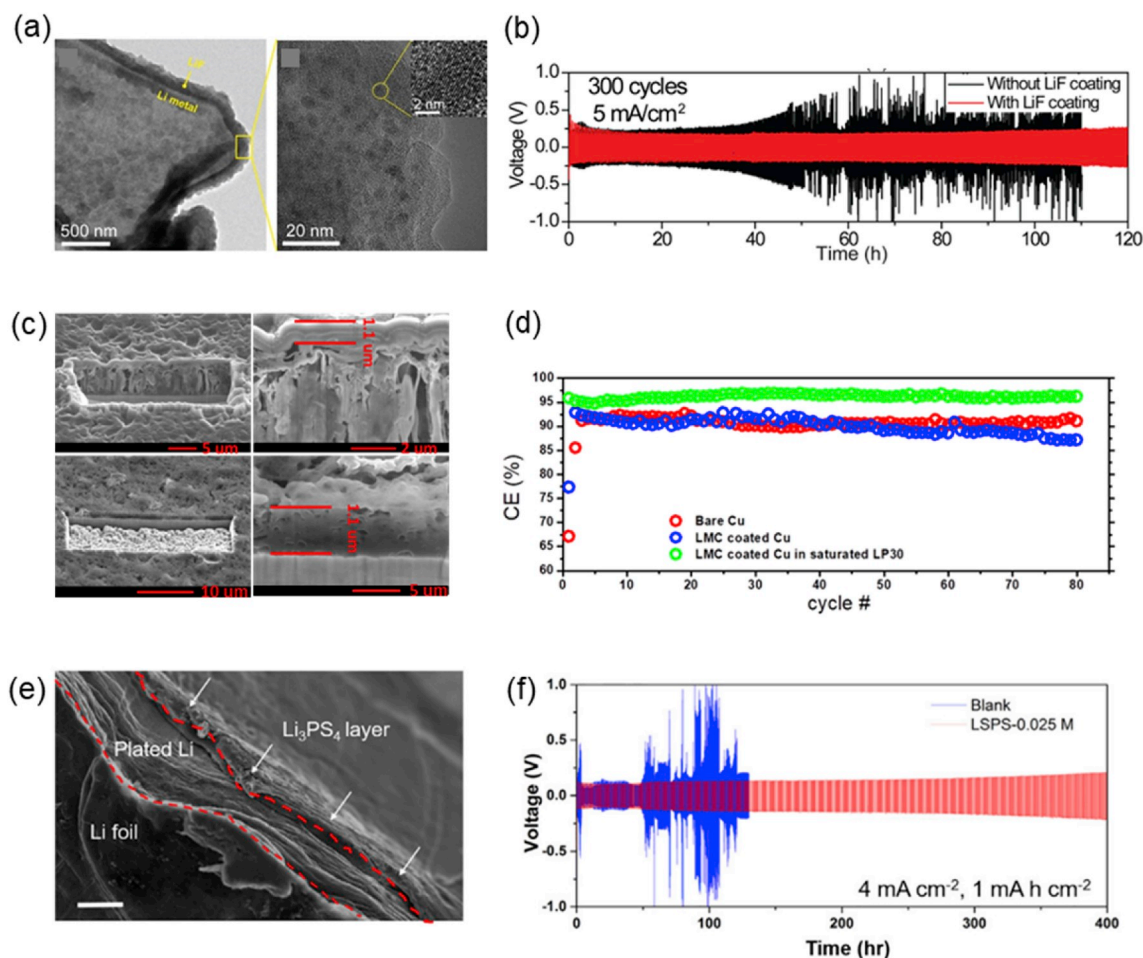 (a)
LiF
Li metal
500 nm
20 nm
2 nm
(b)
300 cycles
5 mA/cm²
Without LiF coating
With LiF coating
Voltage (V)
1.0
0.5
0.0
-0.5
-1.0
0 20 40 60 80 100 120
Time (h)
(c)
5 um
1.1 um
2 um
10 um
1.1 um
5 um
(d)
CE (%)
100
95
90
85
80
75
70
65
60
Bare Cu
LMC coated Cu
LMC coated Cu in saturated LP30
0 10 20 30 40 50 60 70 80
cycle #
(e)
Plated Li
Li₃PS₄ layer
Li foil
(f)
Voltage (V)
1.0
0.5
0.0
-0.5
-1.0
Blank
LSPS-0.025 M
4 mA cm⁻², 1 mA h cm⁻²
0 100 200 300 400
Time (hr)